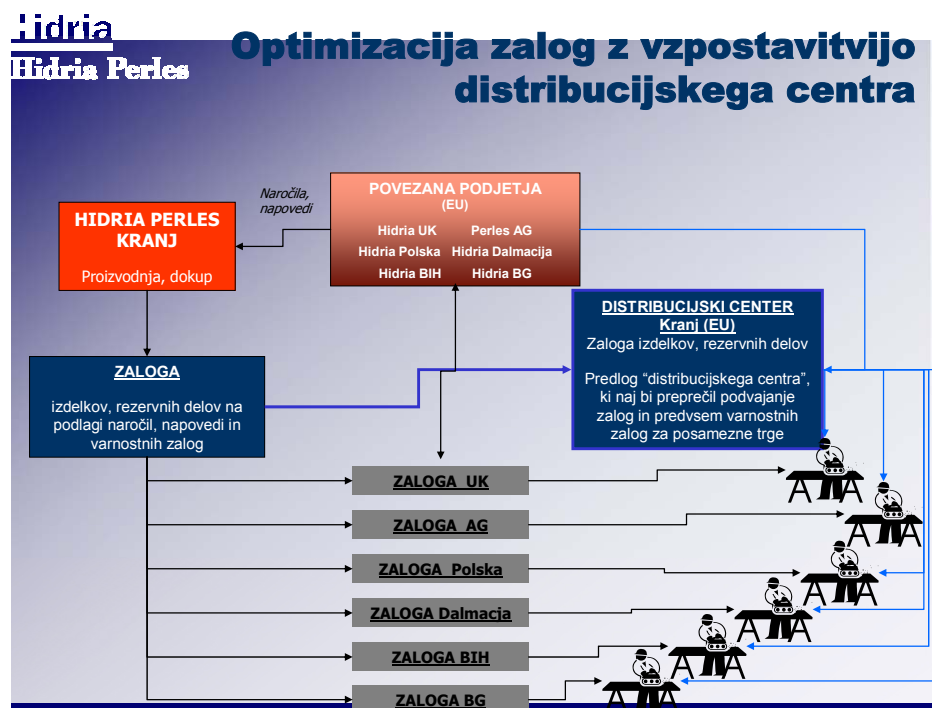 Hidria
Hidria Perles
Optimizacija zalog z vzpostavitvijo
distribucijskega centra
Naročila,
napovedi
HIDRIA PERLES
KRANJ
Proizvodnja, dokup
POVEZANA PODJETJA
(EU)
Hidria UK Perles AG
Hidria Polska Hidria Dalmacija
Hidria BIH Hidria BG
DISTRIBUCIJSKI CENTER
Kranj (EU)
Zaloga izdelkov, rezervnih delov
Predlog “distribucijskega centra”,
ki naj bi preprečil podvajanje
zalog in predvsem varnostnih
zalog za posamezne trge
ZALOGA
izdelkov, rezervnih delov na
podlagi naročil, napovedi in
varnostnih zalog
ZALOGA UK
ZALOGA AG
ZALOGA Polska
ZALOGA Dalmacja
ZALOGA BIH
ZALOGA BG